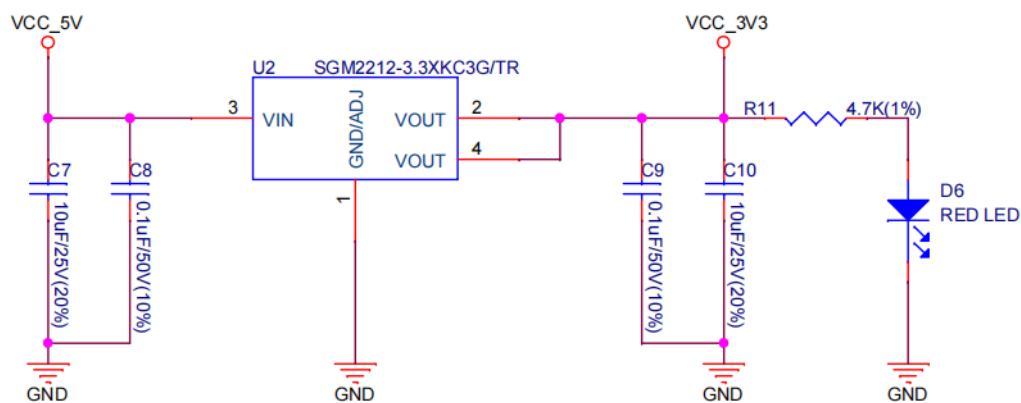 VCC_5V
VCC_3V3
U2
SGM2212-3.3XKC3G/TR
3
VIN
GND/ADJ
VOUT
2
VOUT
4
1
R11
4.7K(1%)
C7
10uF/25V(20%)
C8
0.1uF/50V(10%)
C9
0.1uF/50V(10%)
C10
10uF/25V(20%)
D6
RED LED
GND
GND
GND
GND